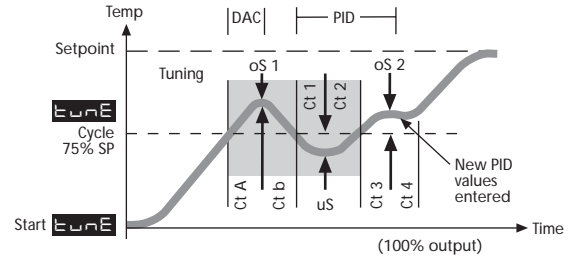 Temp
DAC
PID
Setpoint
Tuning
oS 1
Ct 1
Ct 2
oS 2
tunE
Cycle
75% SP
New PID
values
entered
Ct A
Ct b
uS
Ct 3
Ct 4
Start tunE
Time
(100% output)